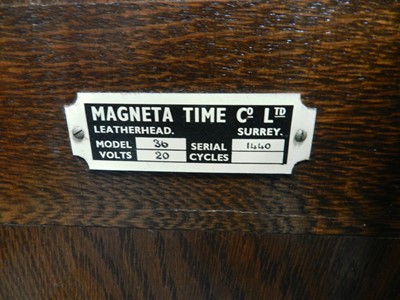 MAGNETA TIME Cº LTD
LEATHERHEAD. SURREY.
MODEL 36 SERIAL 1440
VOLTS 20 CYCLES